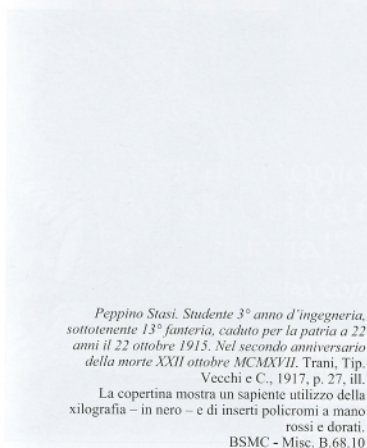 Peppino Stasi. Studente 3° anno d'ingegneria,
sottotenente 13° fanteria, caduto per la patria a 22
anni il 22 ottobre 1915. Nel secondo anniversario
della morte XXII ottobre MCMXVII. Trani, Tip.
Vecchi e C., 1917, p. 27, ill.
La copertina mostra un sapiente utilizzo della
xilografia – in nero – e di inserti policromi a mano
rossi e dorati.
BSMC - Misc. B.68.10